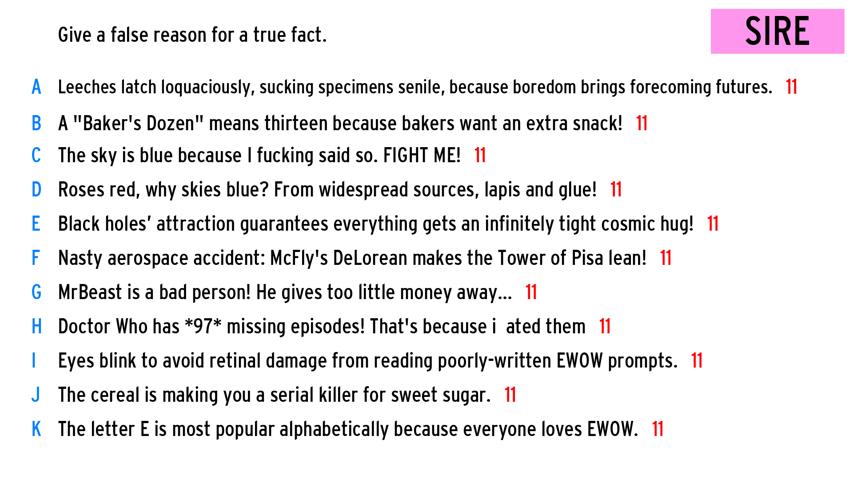 Give a false reason for a true fact.
SIRE
A Leeches latch loquaciously, sucking specimens senile, because boredom brings forecoming futures. 11
B A "Baker's Dozen" means thirteen because bakers want an extra snack! 11
C The sky is blue because I fucking said so. FIGHT ME! 11
D Roses red, why skies blue? From widespread sources, lapis and glue! 11
E Black holes’ attraction guarantees everything gets an infinitely tight cosmic hug! 11
F Nasty aerospace accident: McFly's DeLorean makes the Tower of Pisa lean! 11
G MrBeast is a bad person! He gives too little money away... 11
H Doctor Who has *97* missing episodes! That's because i  ated them 11
I Eyes blink to avoid retinal damage from reading poorly-written EWOW prompts. 11
J The cereal is making you a serial killer for sweet sugar. 11
K The letter E is most popular alphabetically because everyone loves EWOW. 11